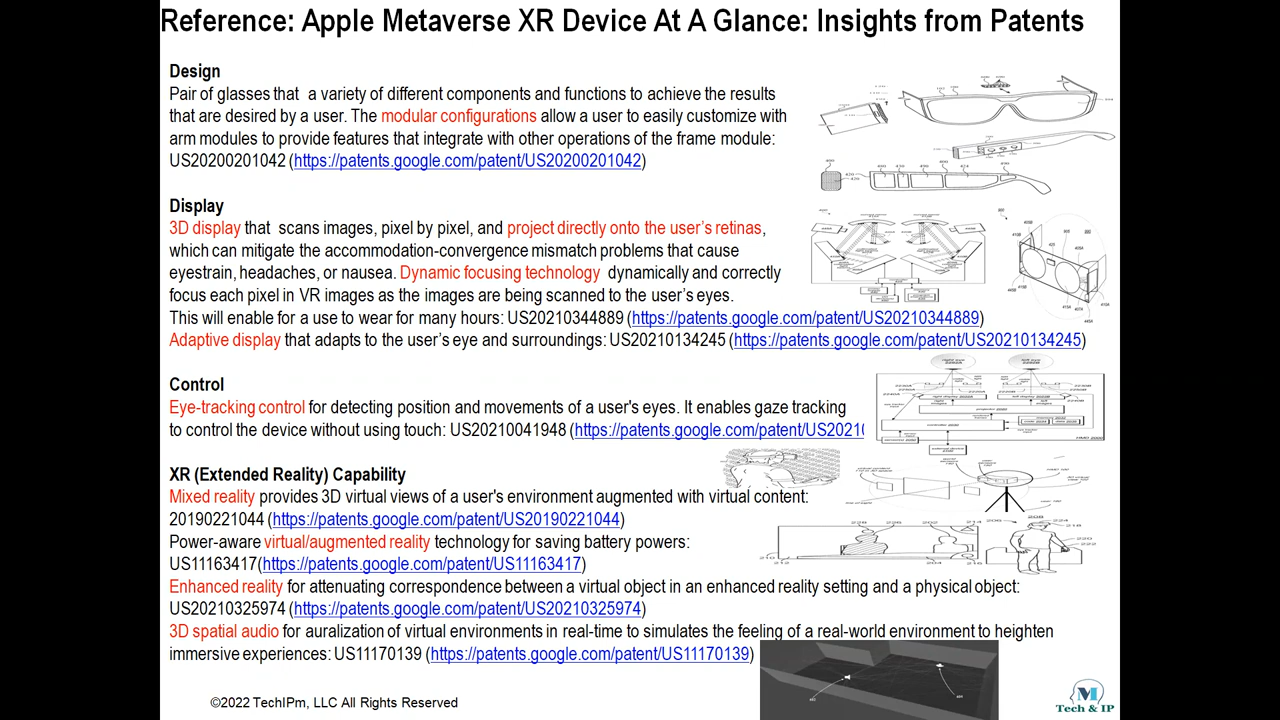 Reference: Apple Metaverse XR Device At A Glance: Insights from Patents
Design
Pair of glasses that a variety of different components and functions to achieve the results
that are desired by a user. The modular configurations allow a user to easily customize with
arm modules to provide features that integrate with other operations of the frame module:
US20200201042 (https://patents.google.com/patent/US20200201042)
Display
3D display that scans images, pixel by pixel, and project directly onto the user's retinas,
which can mitigate the accommodation-convergence mismatch problems that cause
eyestrain, headaches, or nausea. Dynamic focusing technology dynamically and correctly
focus each pixel in VR images as the images are being scanned to the user's eyes.
This will enable for a use to wear for many hours: US20210344889 (https://patents.google.com/patent/US20210344889)
Adaptive display that adapts to the user's eye and surroundings: US20210134245 (https://patents.google.com/patent/US20210134245)
Control
Eye-tracking control for detecting position and movements of a user's eyes. It enables gaze tracking
to control the device without using touch: US20210041948 (https://patents.google.com/patent/US2021
XR (Extended Reality) Capability
Mixed reality provides 3D virtual views of a user's environment augmented with virtual content:
20190221044 (https://patents.google.com/patent/US20190221044)
Power-aware virtual/augmented reality technology for saving battery powers:
US11163417(https://patents.google.com/patent/US11163417)
Enhanced reality for attenuating correspondence between a virtual object in an enhanced reality setting and a physical object:
US20210325974 (https://patents.google.com/patent/US20210325974)
3D spatial audio for auralization of virtual environments in real-time to simulates the feeling of a real-world environment to heighten
immersive experiences: US11170139 (https://patents.google.com/patent/US11170139)
©2022 TechIPm, LLC All Rights Reserved
M
Tech & IP